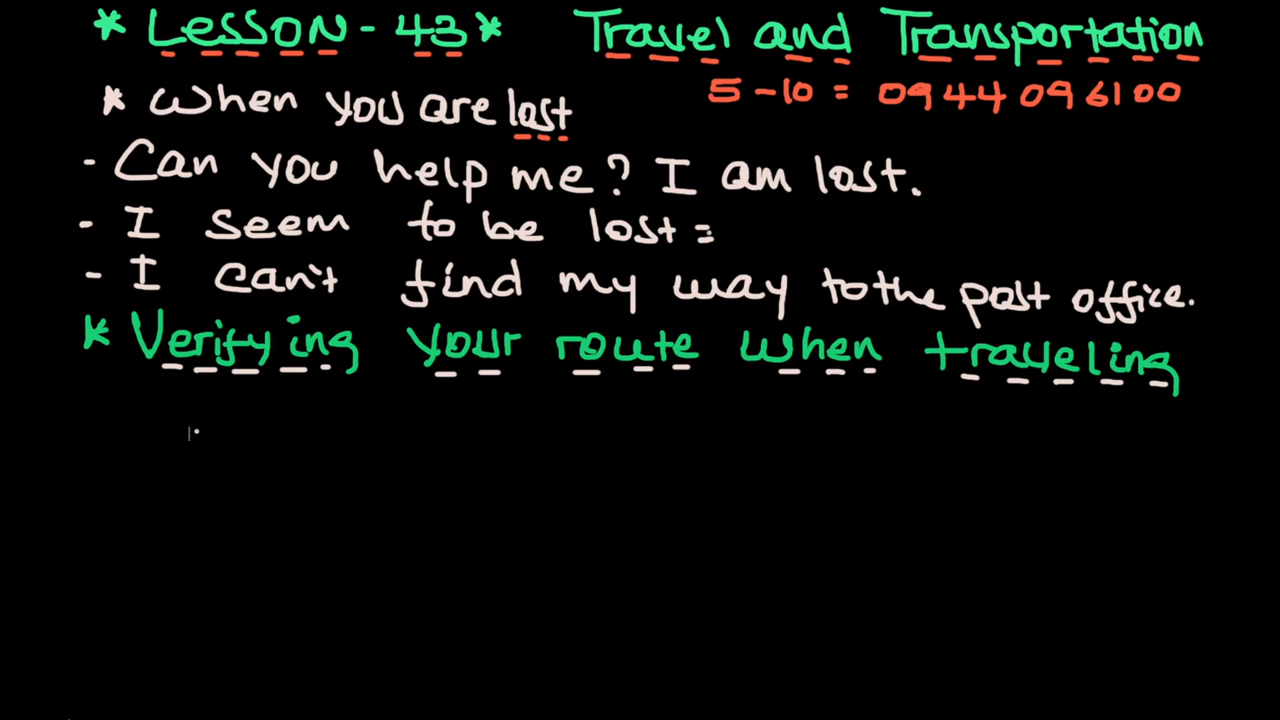 * Lesson - 43 * Travel and Transportation
5 - 10 = 0944096100
* When you are lost
- Can you help me? I am lost.
- I seem to be lost =
- I can't find my way to the post office.
* Verifying your route when traveling